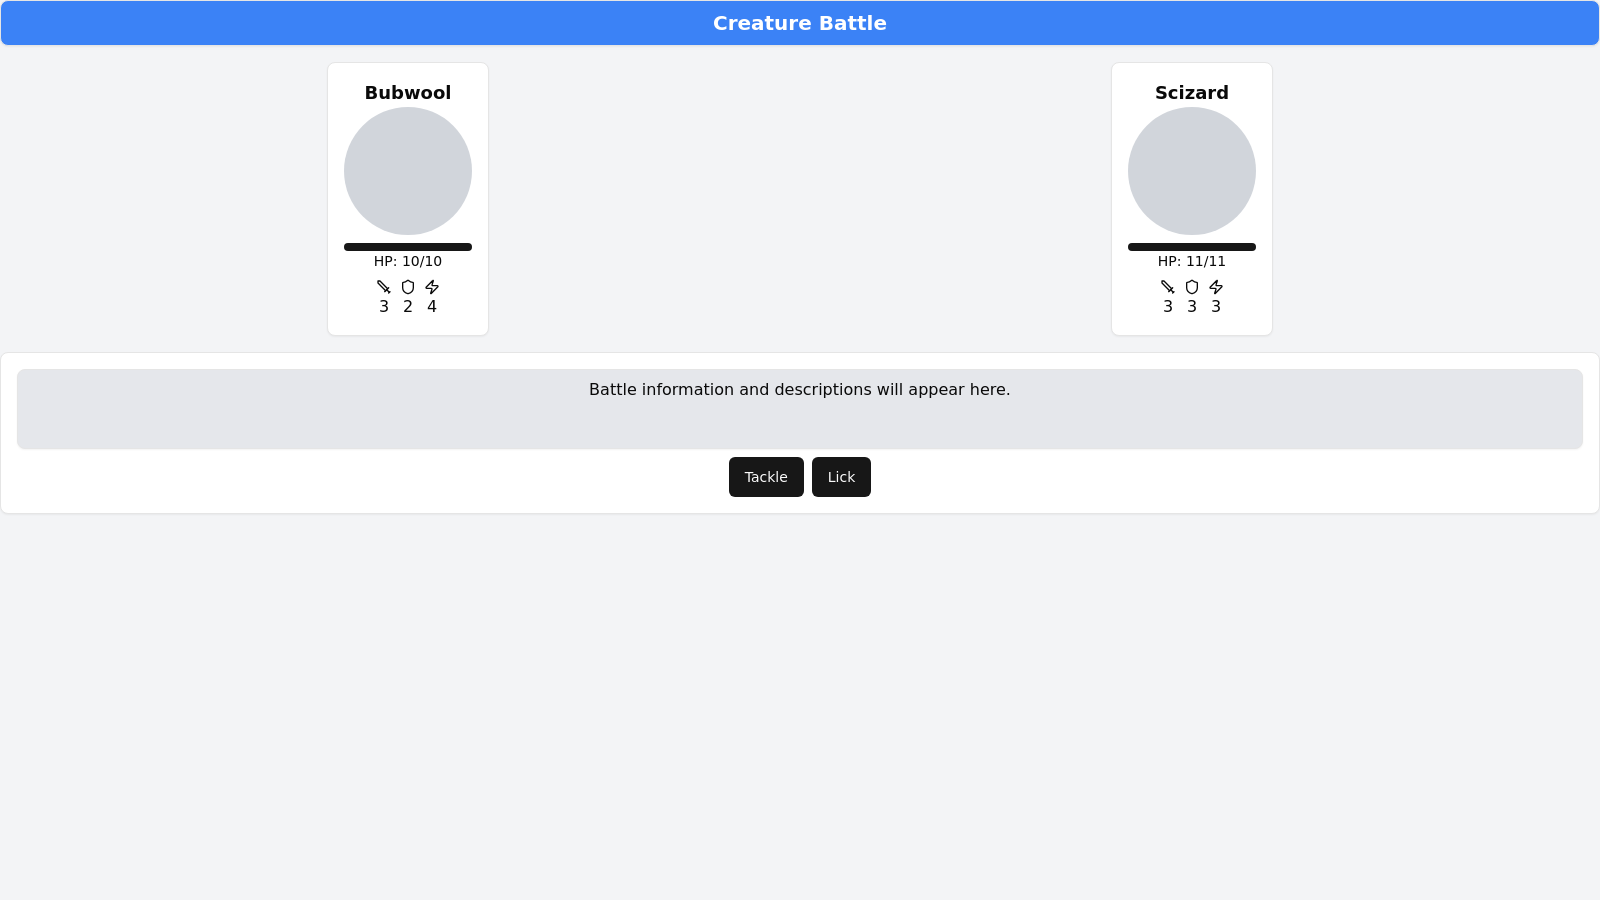 Creature Battle
Bubwool
HP: 10/10
3 2 4
Scizard
HP: 11/11
3 3 3
Battle information and descriptions will appear here.
Tackle
Lick